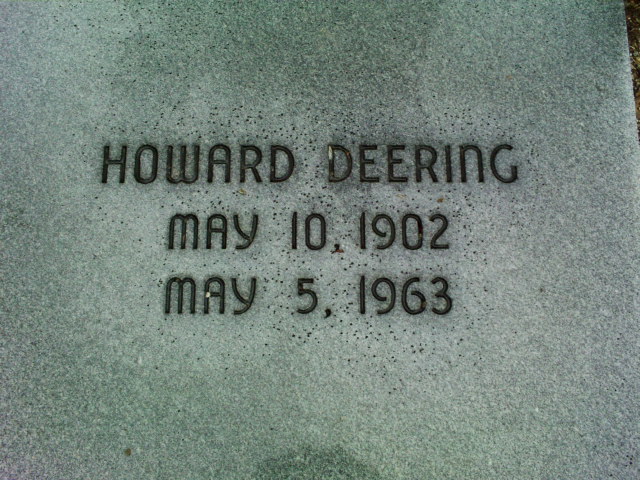 HOWARD DEERING
MAY 10, 1902
MAY 5, 1963